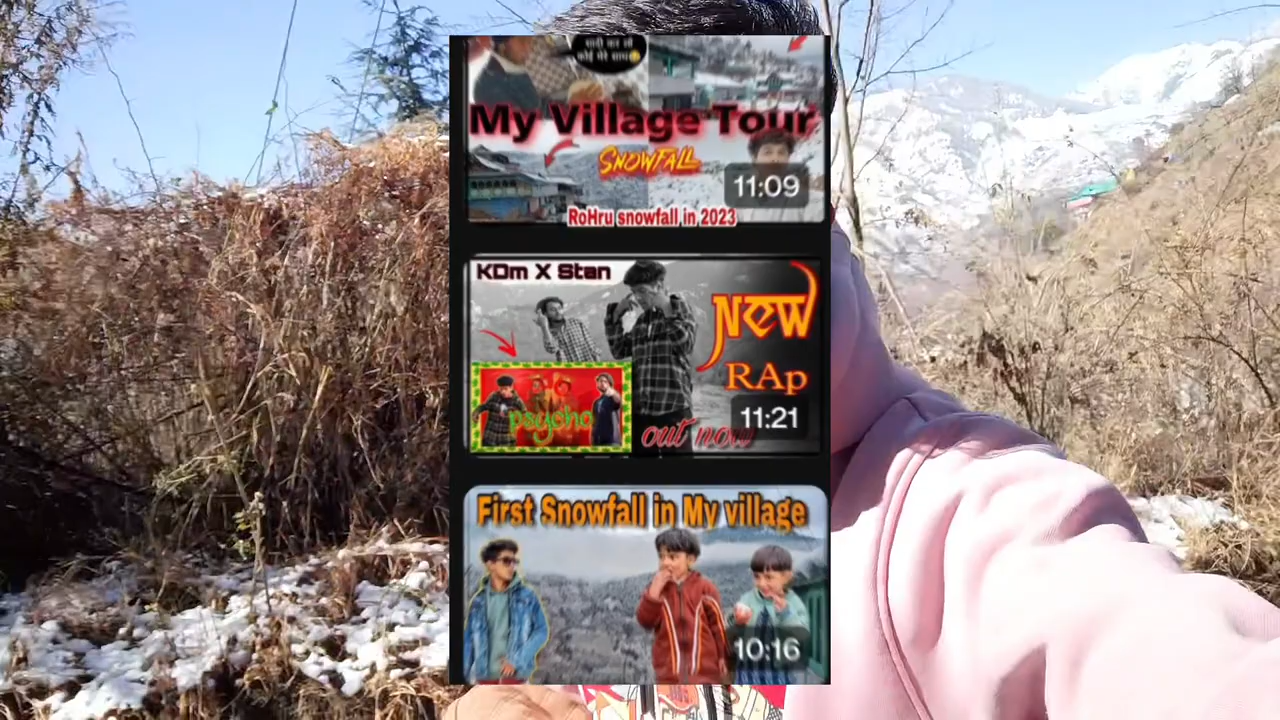 My Village Tour
SNOWFALL
11:09
RoHru snowfall in 2023
KDm X Stan
New
RAp
psycho
11:21
out now
First Snowfall in My village
10:16